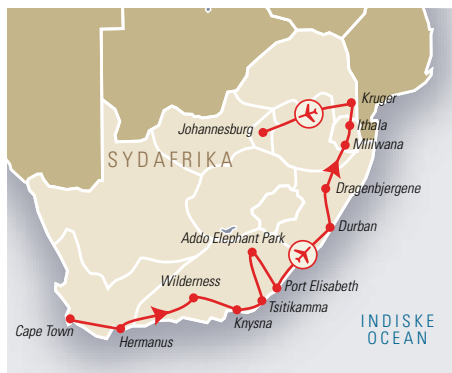 Kruger
Johannesburg
Ithala
Mlilwana
SYDAFRIKA
Dragenbjergene
Durban
Addo Elephant Park
Wilderness
Port Elisabeth
Tsitikamma
Knysna
Cape Town
Hermanus
INDISKE
OCEAN